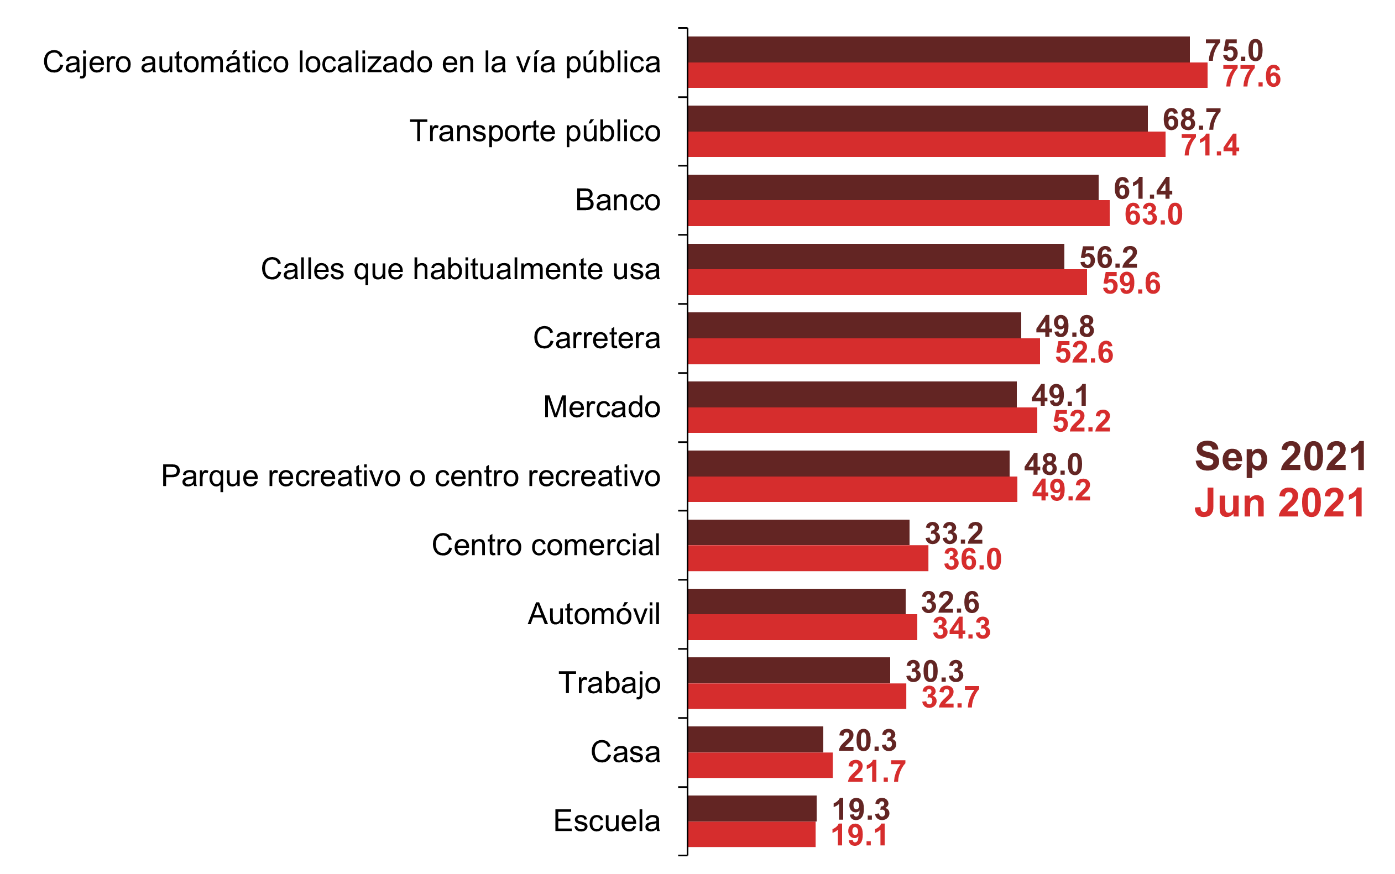 Cajero automático localizado en la vía pública
75.0
77.6
Transporte público
68.7
71.4
Banco
61.4
63.0
Calles que habitualmente usa
56.2
59.6
Carretera
49.8
52.6
Mercado
49.1
52.2
Parque recreativo o centro recreativo
48.0
49.2
Sep 2021
Jun 2021
Centro comercial
33.2
36.0
Automóvil
32.6
34.3
Trabajo
30.3
32.7
Casa
20.3
21.7
Escuela
19.3
19.1